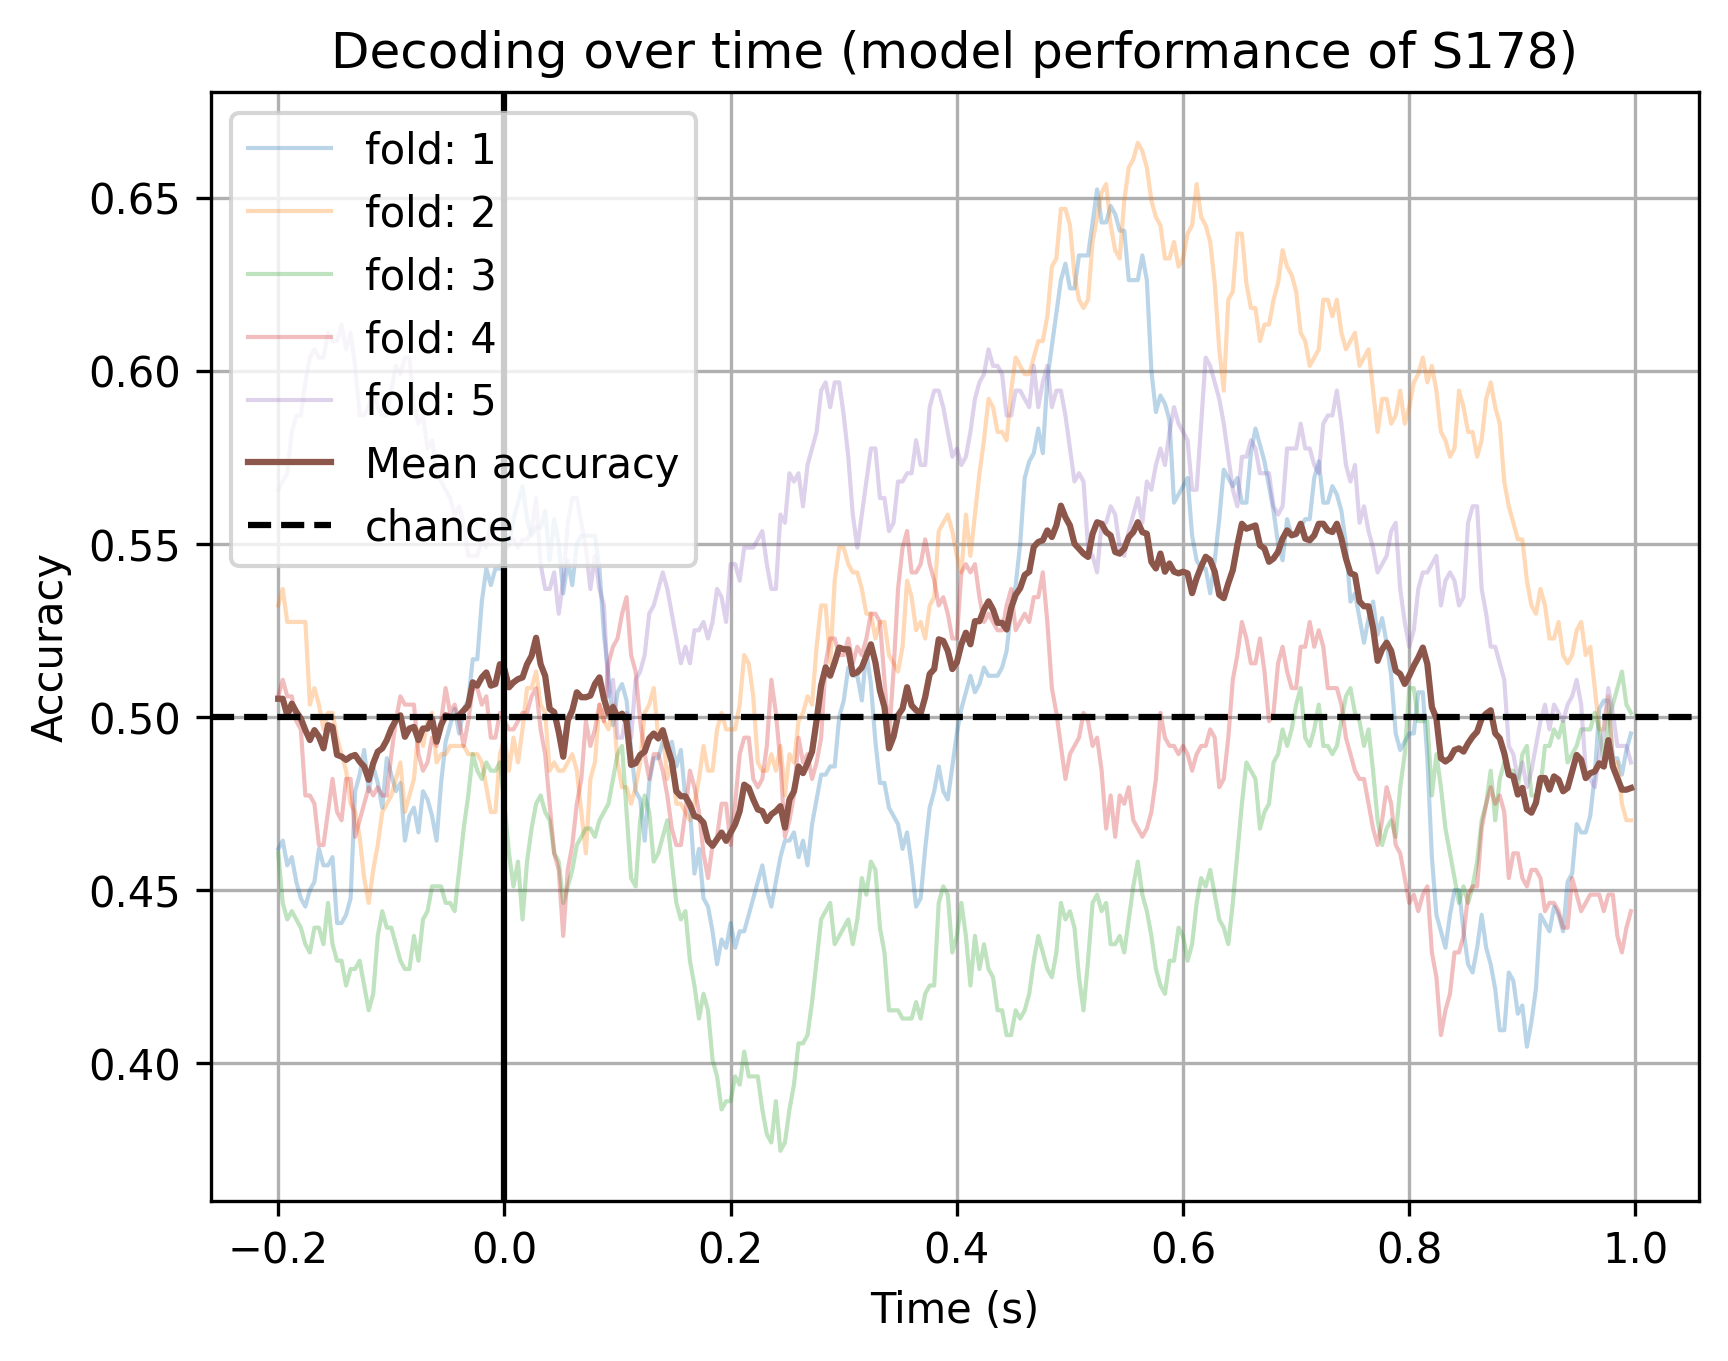 Decoding over time (model performance of S178)
fold: 1
fold: 2
fold: 3
fold: 4
fold: 5
Mean accuracy
chance
Accuracy
0.65
0.60
0.55
0.50
0.45
0.40
−0.2 0.0 0.2 0.4 0.6 0.8 1.0
Time (s)